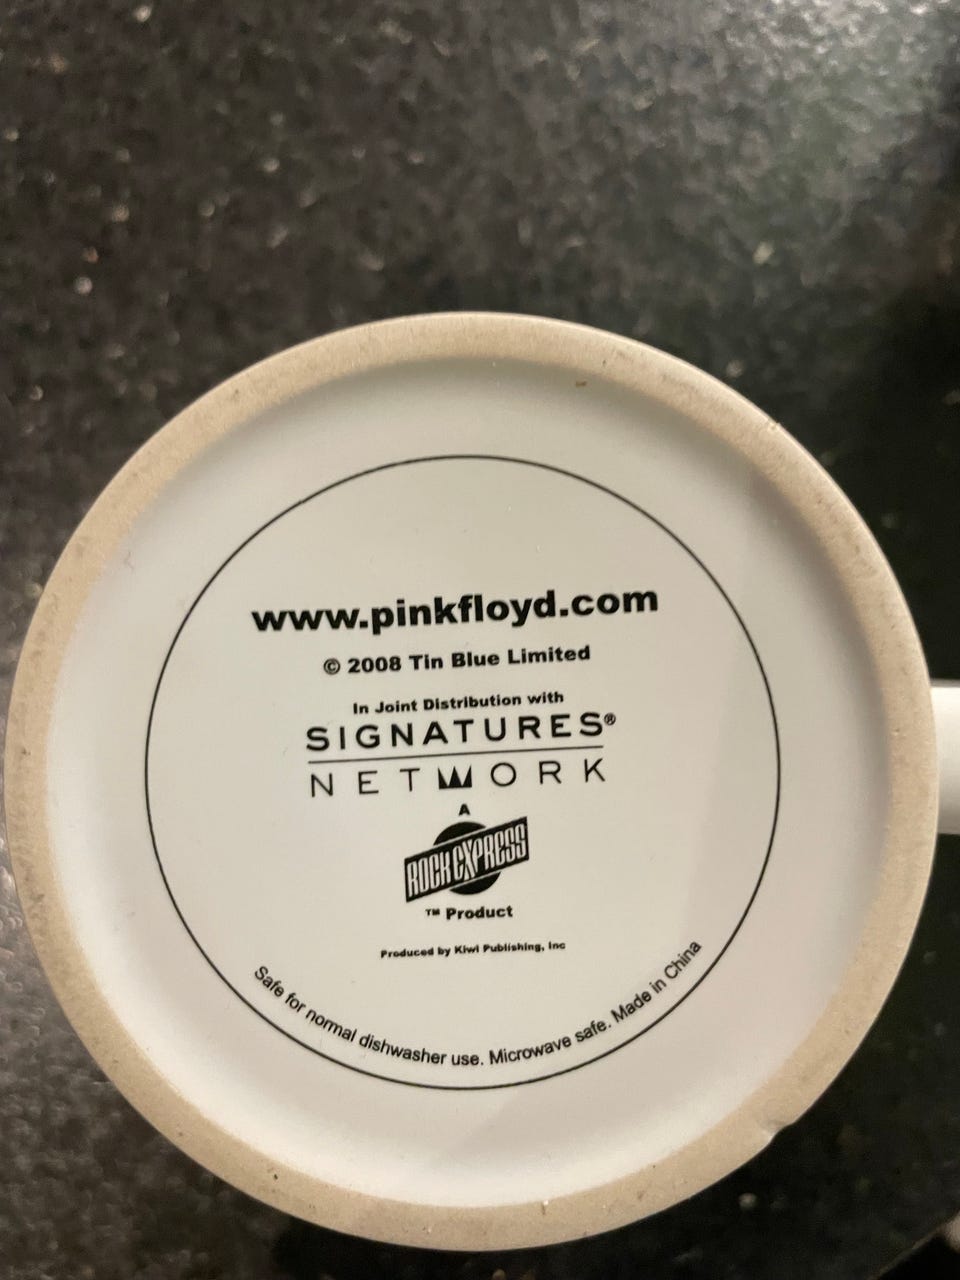 www.pinkfloyd.com
© 2008 Tin Blue Limited
In Joint Distribution with
SIGNATURES®
NETWORK
A
ROCK EXPRESS
™ Product
Produced by Kiwi Publishing, Inc
Safe for normal dishwasher use. Microwave safe. Made in China